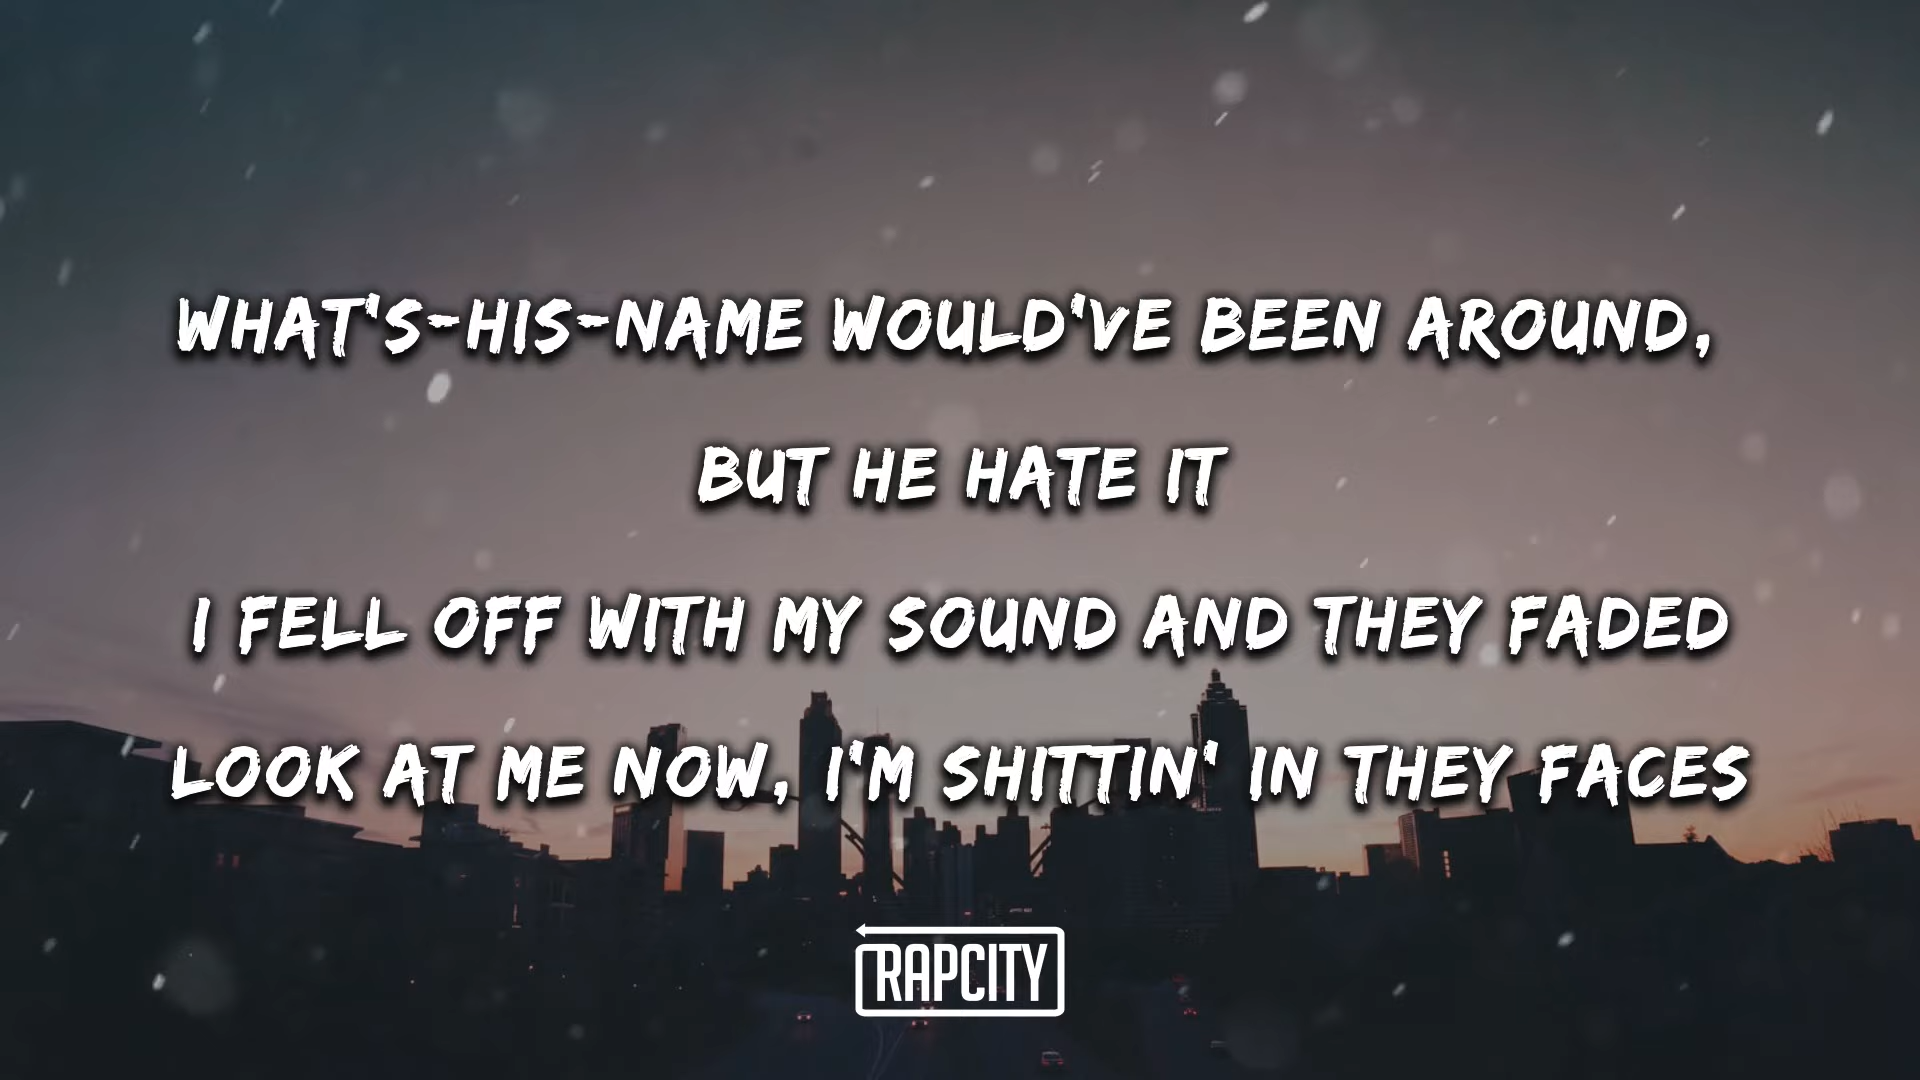 WHAT'S-HIS-NAME WOULD'VE BEEN AROUND,
BUT HE HATE IT
I FELL OFF WITH MY SOUND AND THEY FADED
LOOK AT ME NOW, I'M SHITTIN' IN THEY FACES
RAPCITY